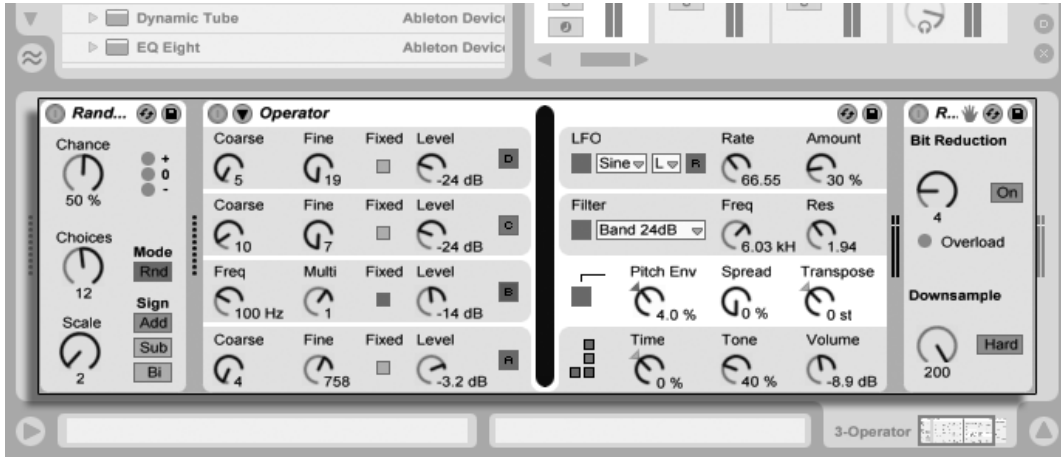 Dynamic Tube Ableton Devic
EQ Eight Ableton Devic
Rand...
Chance
50 %
+
0
-
Choices
12
Mode
Rnd
Sign
Add
Sub
Bi
Scale
2
Operator
Coarse Fine Fixed Level
5 19 -24 dB D
Coarse Fine Fixed Level
10 7 -24 dB C
Freq Multi Fixed Level
100 Hz 1 -14 dB B
Coarse Fine Fixed Level
4 758 -3.2 dB A
LFO Rate Amount
Sine L R 66.55 30 %
Filter Freq Res
Band 24dB 6.03 kH 1.94
Pitch Env Spread Transpose
4.0 % 0 % 0 st
Time Tone Volume
0 % 40 % -8.9 dB
R...
Bit Reduction
4 On
Overload
Downsample
200 Hard
3-Operator
D
X